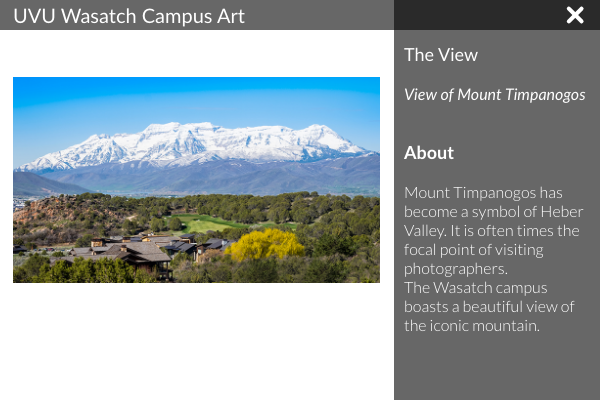 UVU Wasatch Campus Art
The View
View of Mount Timpanogos
About
Mount Timpanogos has
become a symbol of Heber
Valley. It is often times the
focal point of visiting
photographers.
The Wasatch campus
boasts a beautiful view of
the iconic mountain.